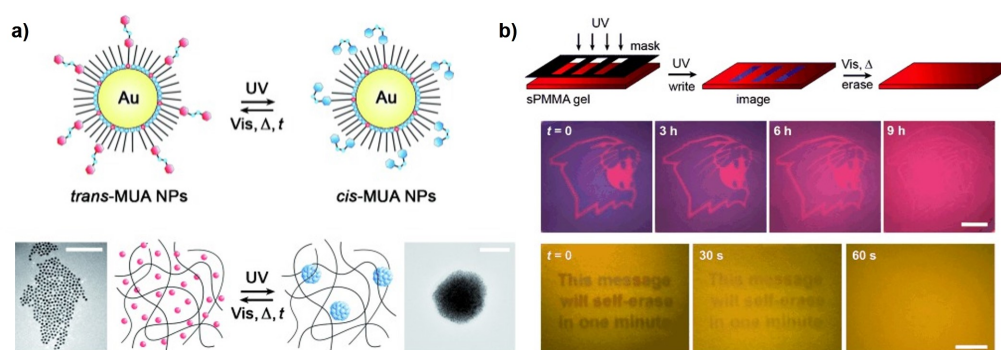 a)
Au
UV
Vis, Δ, t
Au
trans-MUA NPs
cis-MUA NPs
UV
Vis, Δ, t
b)
UV
mask
sPMMA gel
UV
write
image
Vis, Δ
erase
t = 0
3 h
6 h
9 h
t = 0
30 s
60 s
This message
will self-erase
in one minute
This message
will self-erase
in one minute